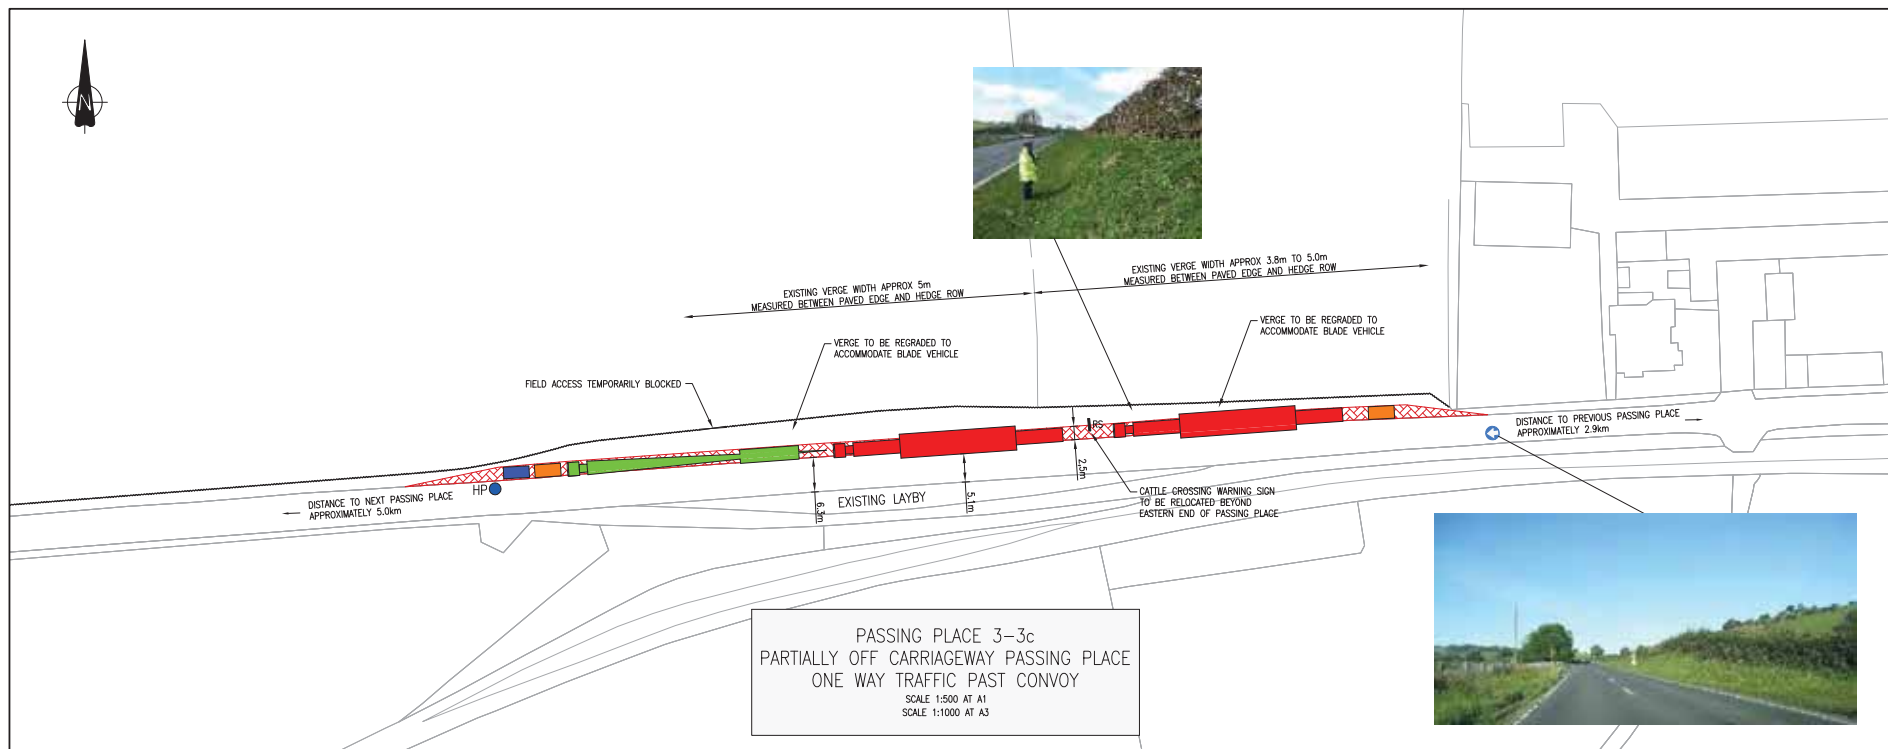 N
EXISTING VERGE WIDTH APPROX 3.8m TO 5.0m
MEASURED BETWEEN PAVED EDGE AND HEDGE ROW
EXISTING VERGE WIDTH APPROX 5m
MEASURED BETWEEN PAVED EDGE AND HEDGE ROW
VERGE TO BE REGRADED TO
ACCOMMODATE BLADE VEHICLE
VERGE TO BE REGRADED TO
ACCOMMODATE BLADE VEHICLE
FIELD ACCESS TEMPORARILY BLOCKED
RS
DISTANCE TO PREVIOUS PASSING PLACE
APPROXIMATELY 2.9km
2.5m
HP
DISTANCE TO NEXT PASSING PLACE
APPROXIMATELY 5.0km
6.3m
EXISTING LAYBY
5.1m
CATTLE CROSSING WARNING SIGN
TO BE RELOCATED BEYOND
EASTERN END OF PASSING PLACE
PASSING PLACE 3-3c
PARTIALLY OFF CARRIAGEWAY PASSING PLACE
ONE WAY TRAFFIC PAST CONVOY
SCALE 1:500 AT A1
SCALE 1:1000 AT A3